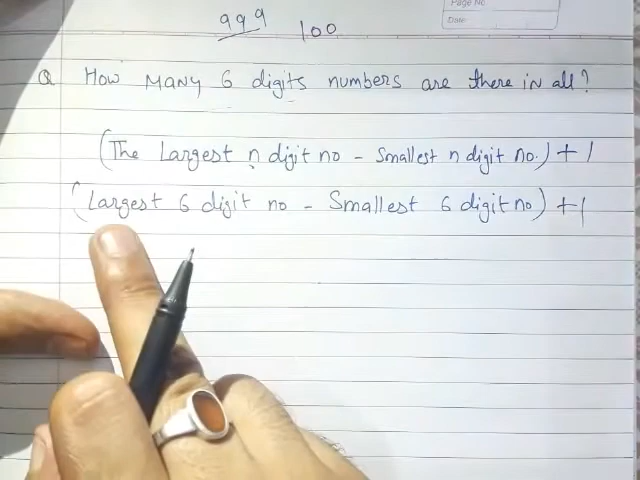 Page No
Date
999 100
Q How MANY 6 digits numbers are there in all?
(The Largest n digit no - Smallest n digit no.) + 1
(Largest 6 digit no - Smallest 6 digit no) + 1